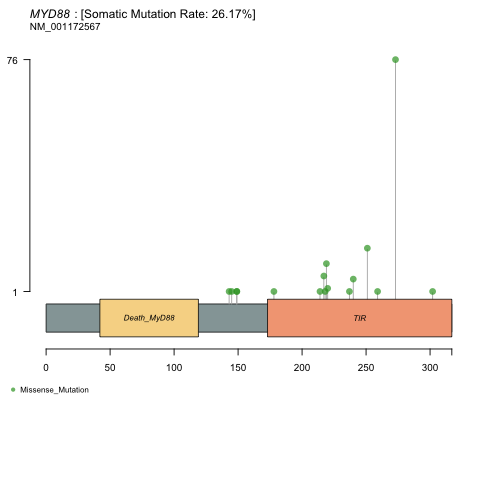 MYD88 : [Somatic Mutation Rate: 26.17%]
NM_001172567
76
1
Death_MyD88
TIR
0 50 100 150 200 250 300
Missense_Mutation